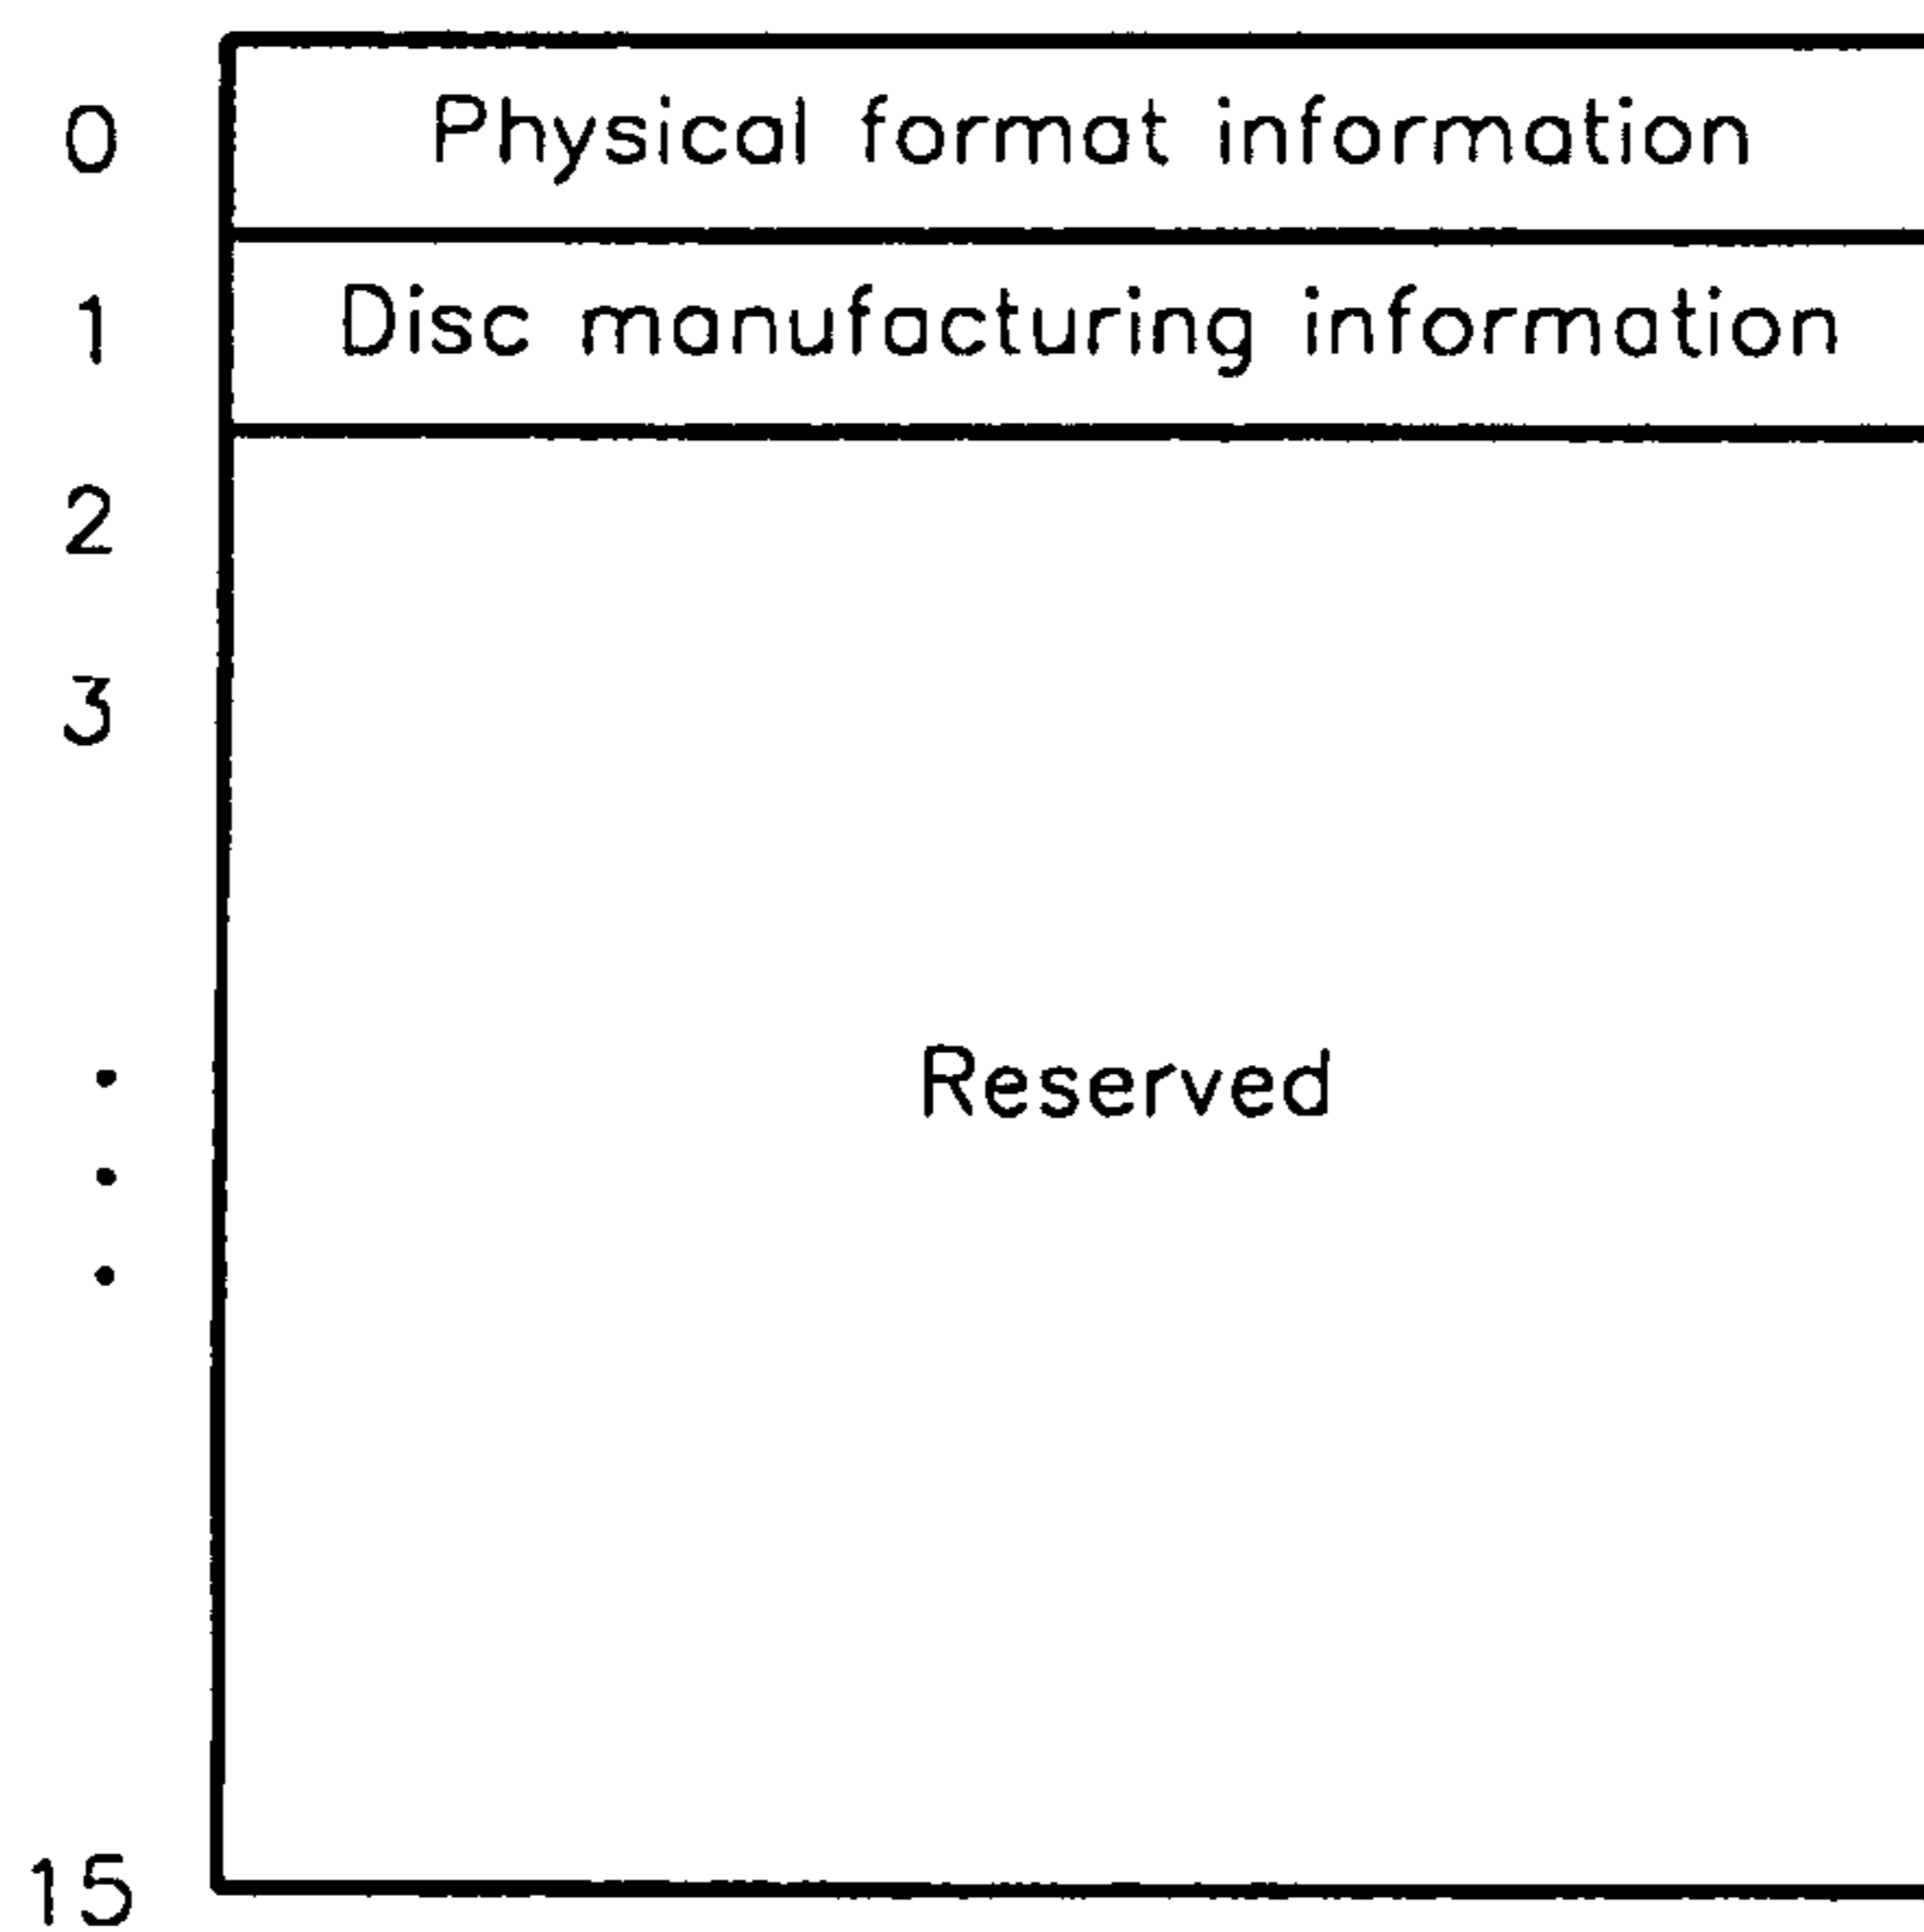 0 Physical format information
1 Disc manufacturing information
2
3
Reserved
15